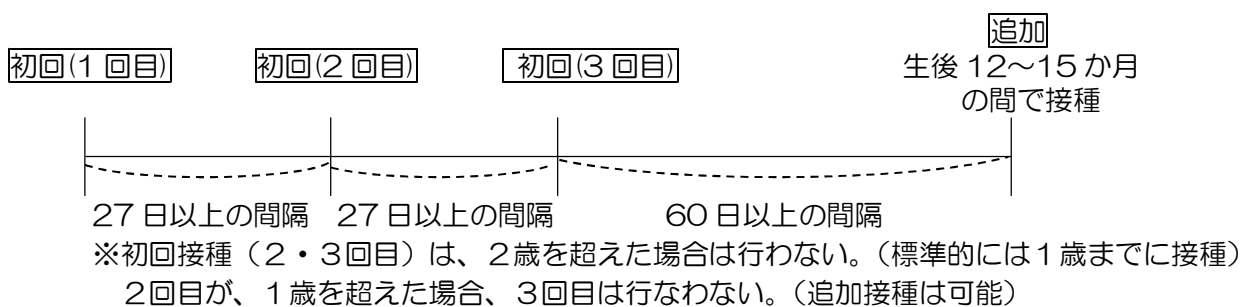 追加
初回(1 回目) 初回(2 回目) 初回(3 回目) 生後 12～15 か月
の間で接種
27 日以上の間隔 27 日以上の間隔 60 日以上の間隔
※初回接種（２・３回目）は、２歳を超えた場合は行わない。（標準的には１歳までに接種）
２回目が、１歳を超えた場合、３回目は行なわない。（追加接種は可能）